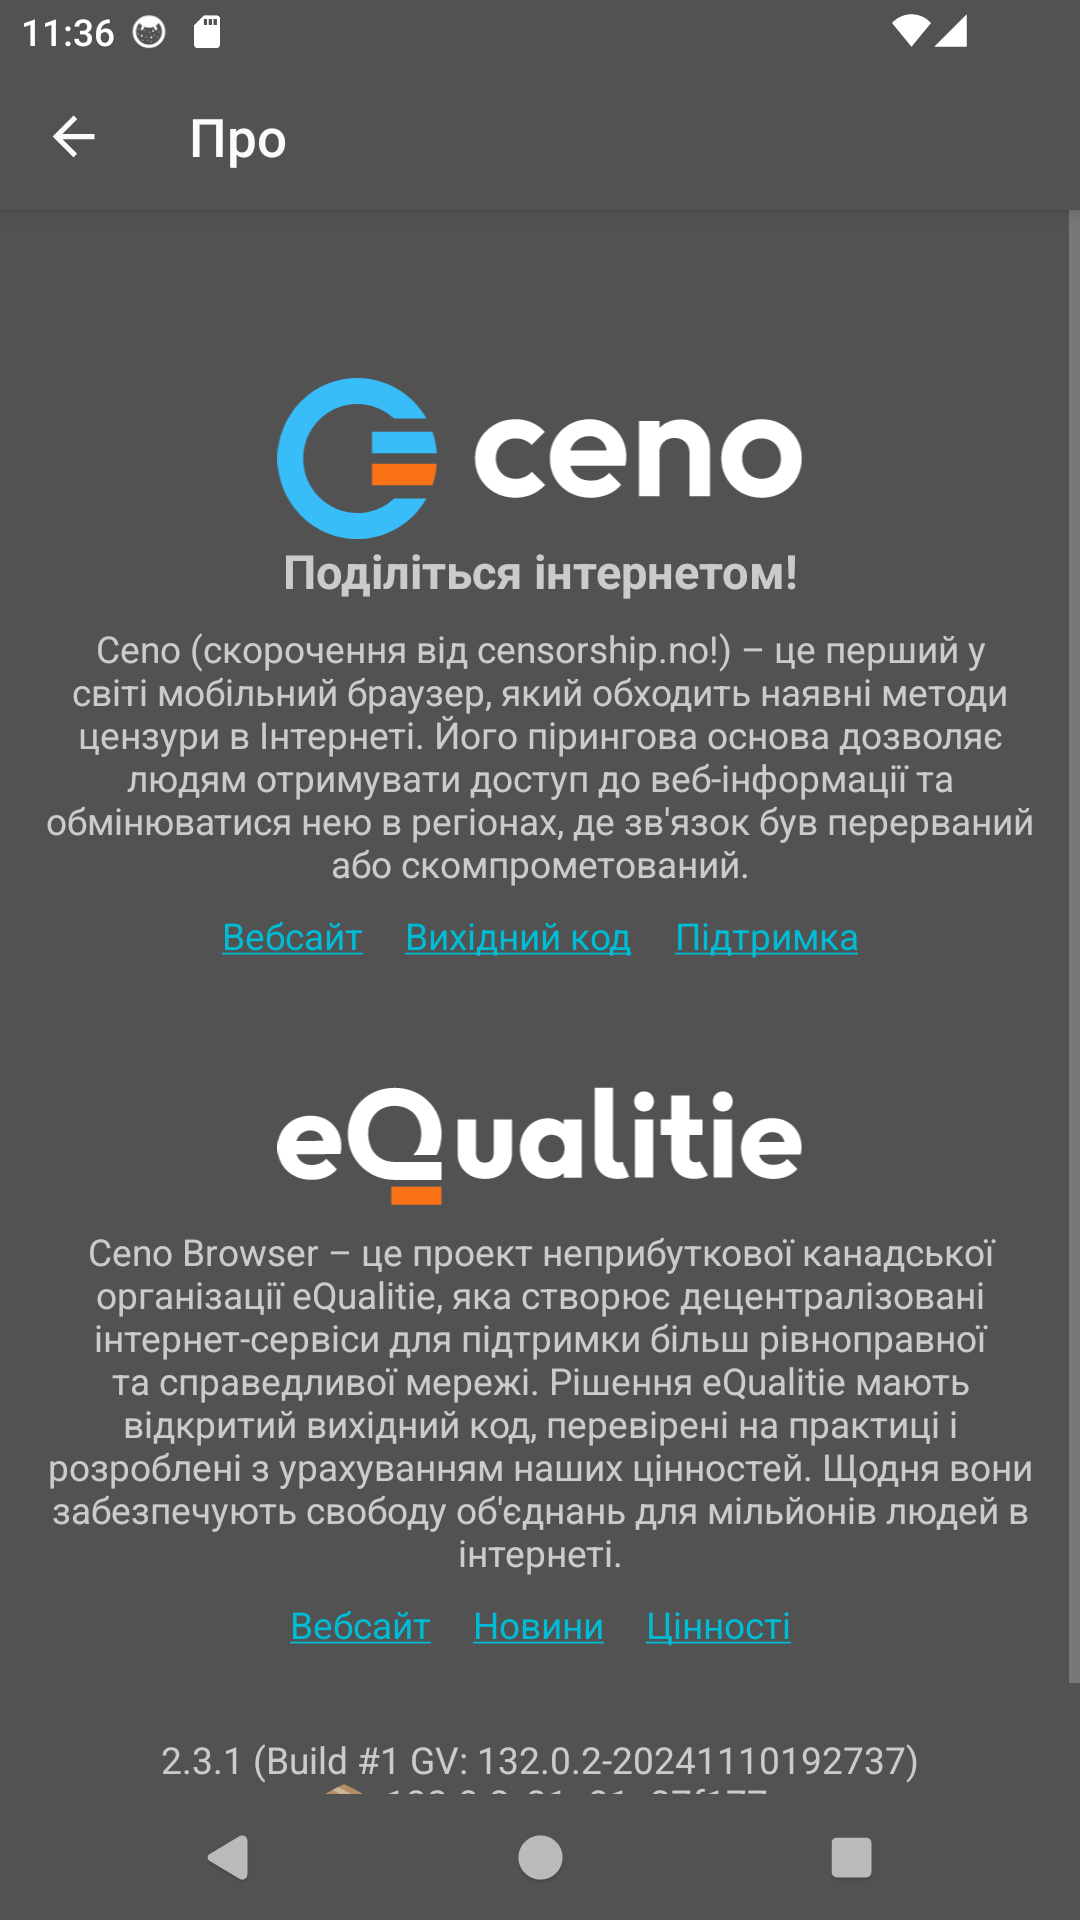 11:36
Про
ceno
Поділіться інтернетом!
Ceno (скорочення від censorship.no!) – це перший у
світі мобільний браузер, який обходить наявні методи
цензури в Інтернеті. Його пірингова основа дозволяє
людям отримувати доступ до веб-інформації та
обмінюватися нею в регіонах, де зв'язок був перерваний
або скомпрометований.
Вебсайт Вихідний код Підтримка
eQualitie
Ceno Browser – це проект неприбуткової канадської
організації eQualitie, яка створює децентралізовані
інтернет-сервіси для підтримки більш рівноправної
та справедливої мережі. Рішення eQualitie мають
відкритий вихідний код, перевірені на практиці і
розроблені з урахуванням наших цінностей. Щодня вони
забезпечують свободу об'єднань для мільйонів людей в
інтернеті.
Вебсайт Новини Цінності
2.3.1 (Build #1 GV: 132.0.2-20241110192737)